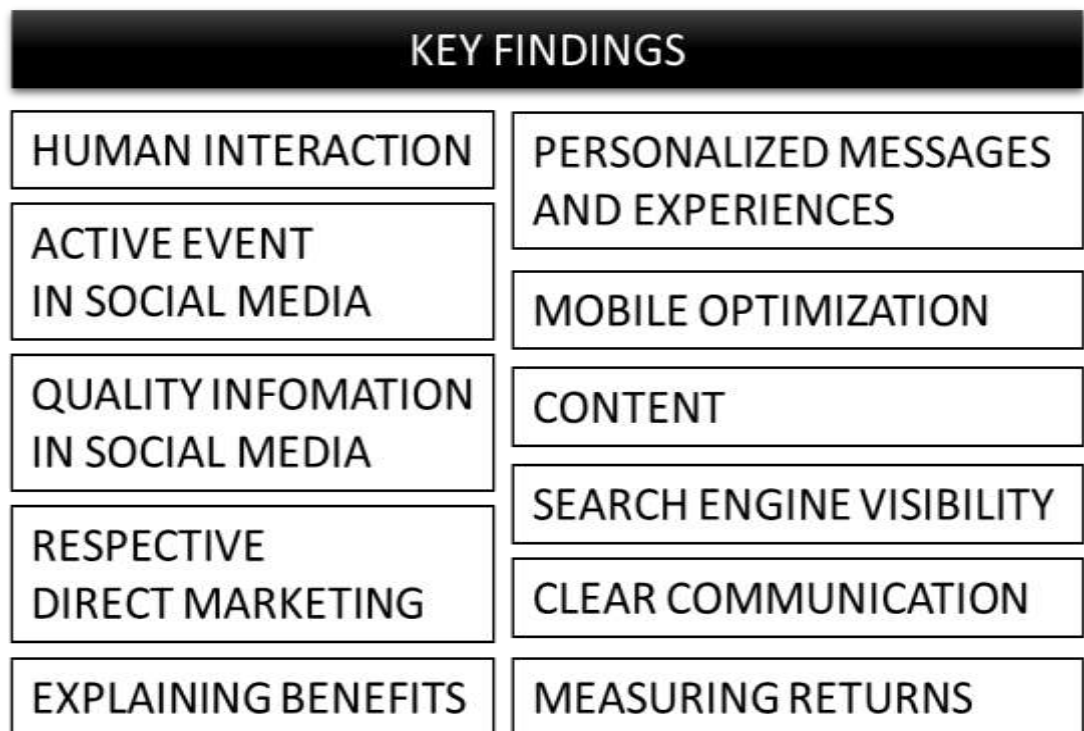 KEY FINDINGS
HUMAN INTERACTION
ACTIVE EVENT
IN SOCIAL MEDIA
QUALITY INFOMATION
IN SOCIAL MEDIA
RESPECTIVE
DIRECT MARKETING
EXPLAINING BENEFITS
PERSONALIZED MESSAGES
AND EXPERIENCES
MOBILE OPTIMIZATION
CONTENT
SEARCH ENGINE VISIBILITY
CLEAR COMMUNICATION
MEASURING RETURNS